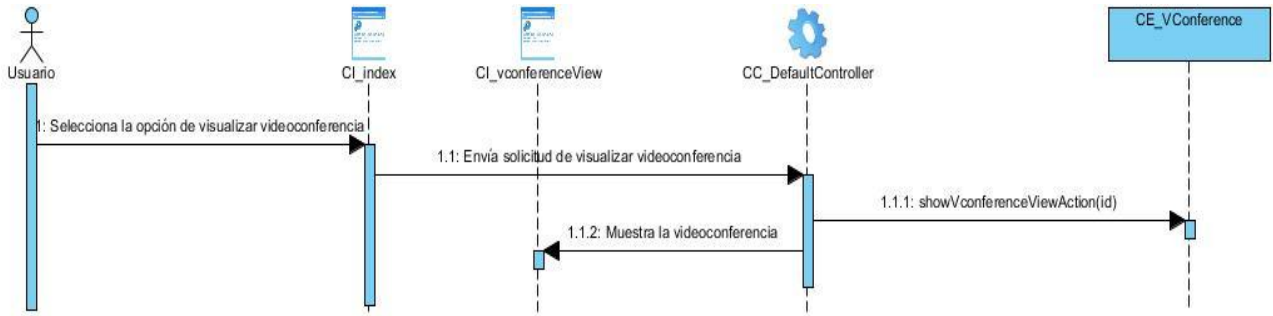 CE_VConference
Usuario
CI_index
CI_vconferenceView
CC_DefaultController
1: Selecciona la opción de visualizar videoconferencia
1.1: Envía solicitud de visualizar videoconferencia
1.1.1: showVconferenceViewAction(id)
1.1.2: Muestra la videoconferencia